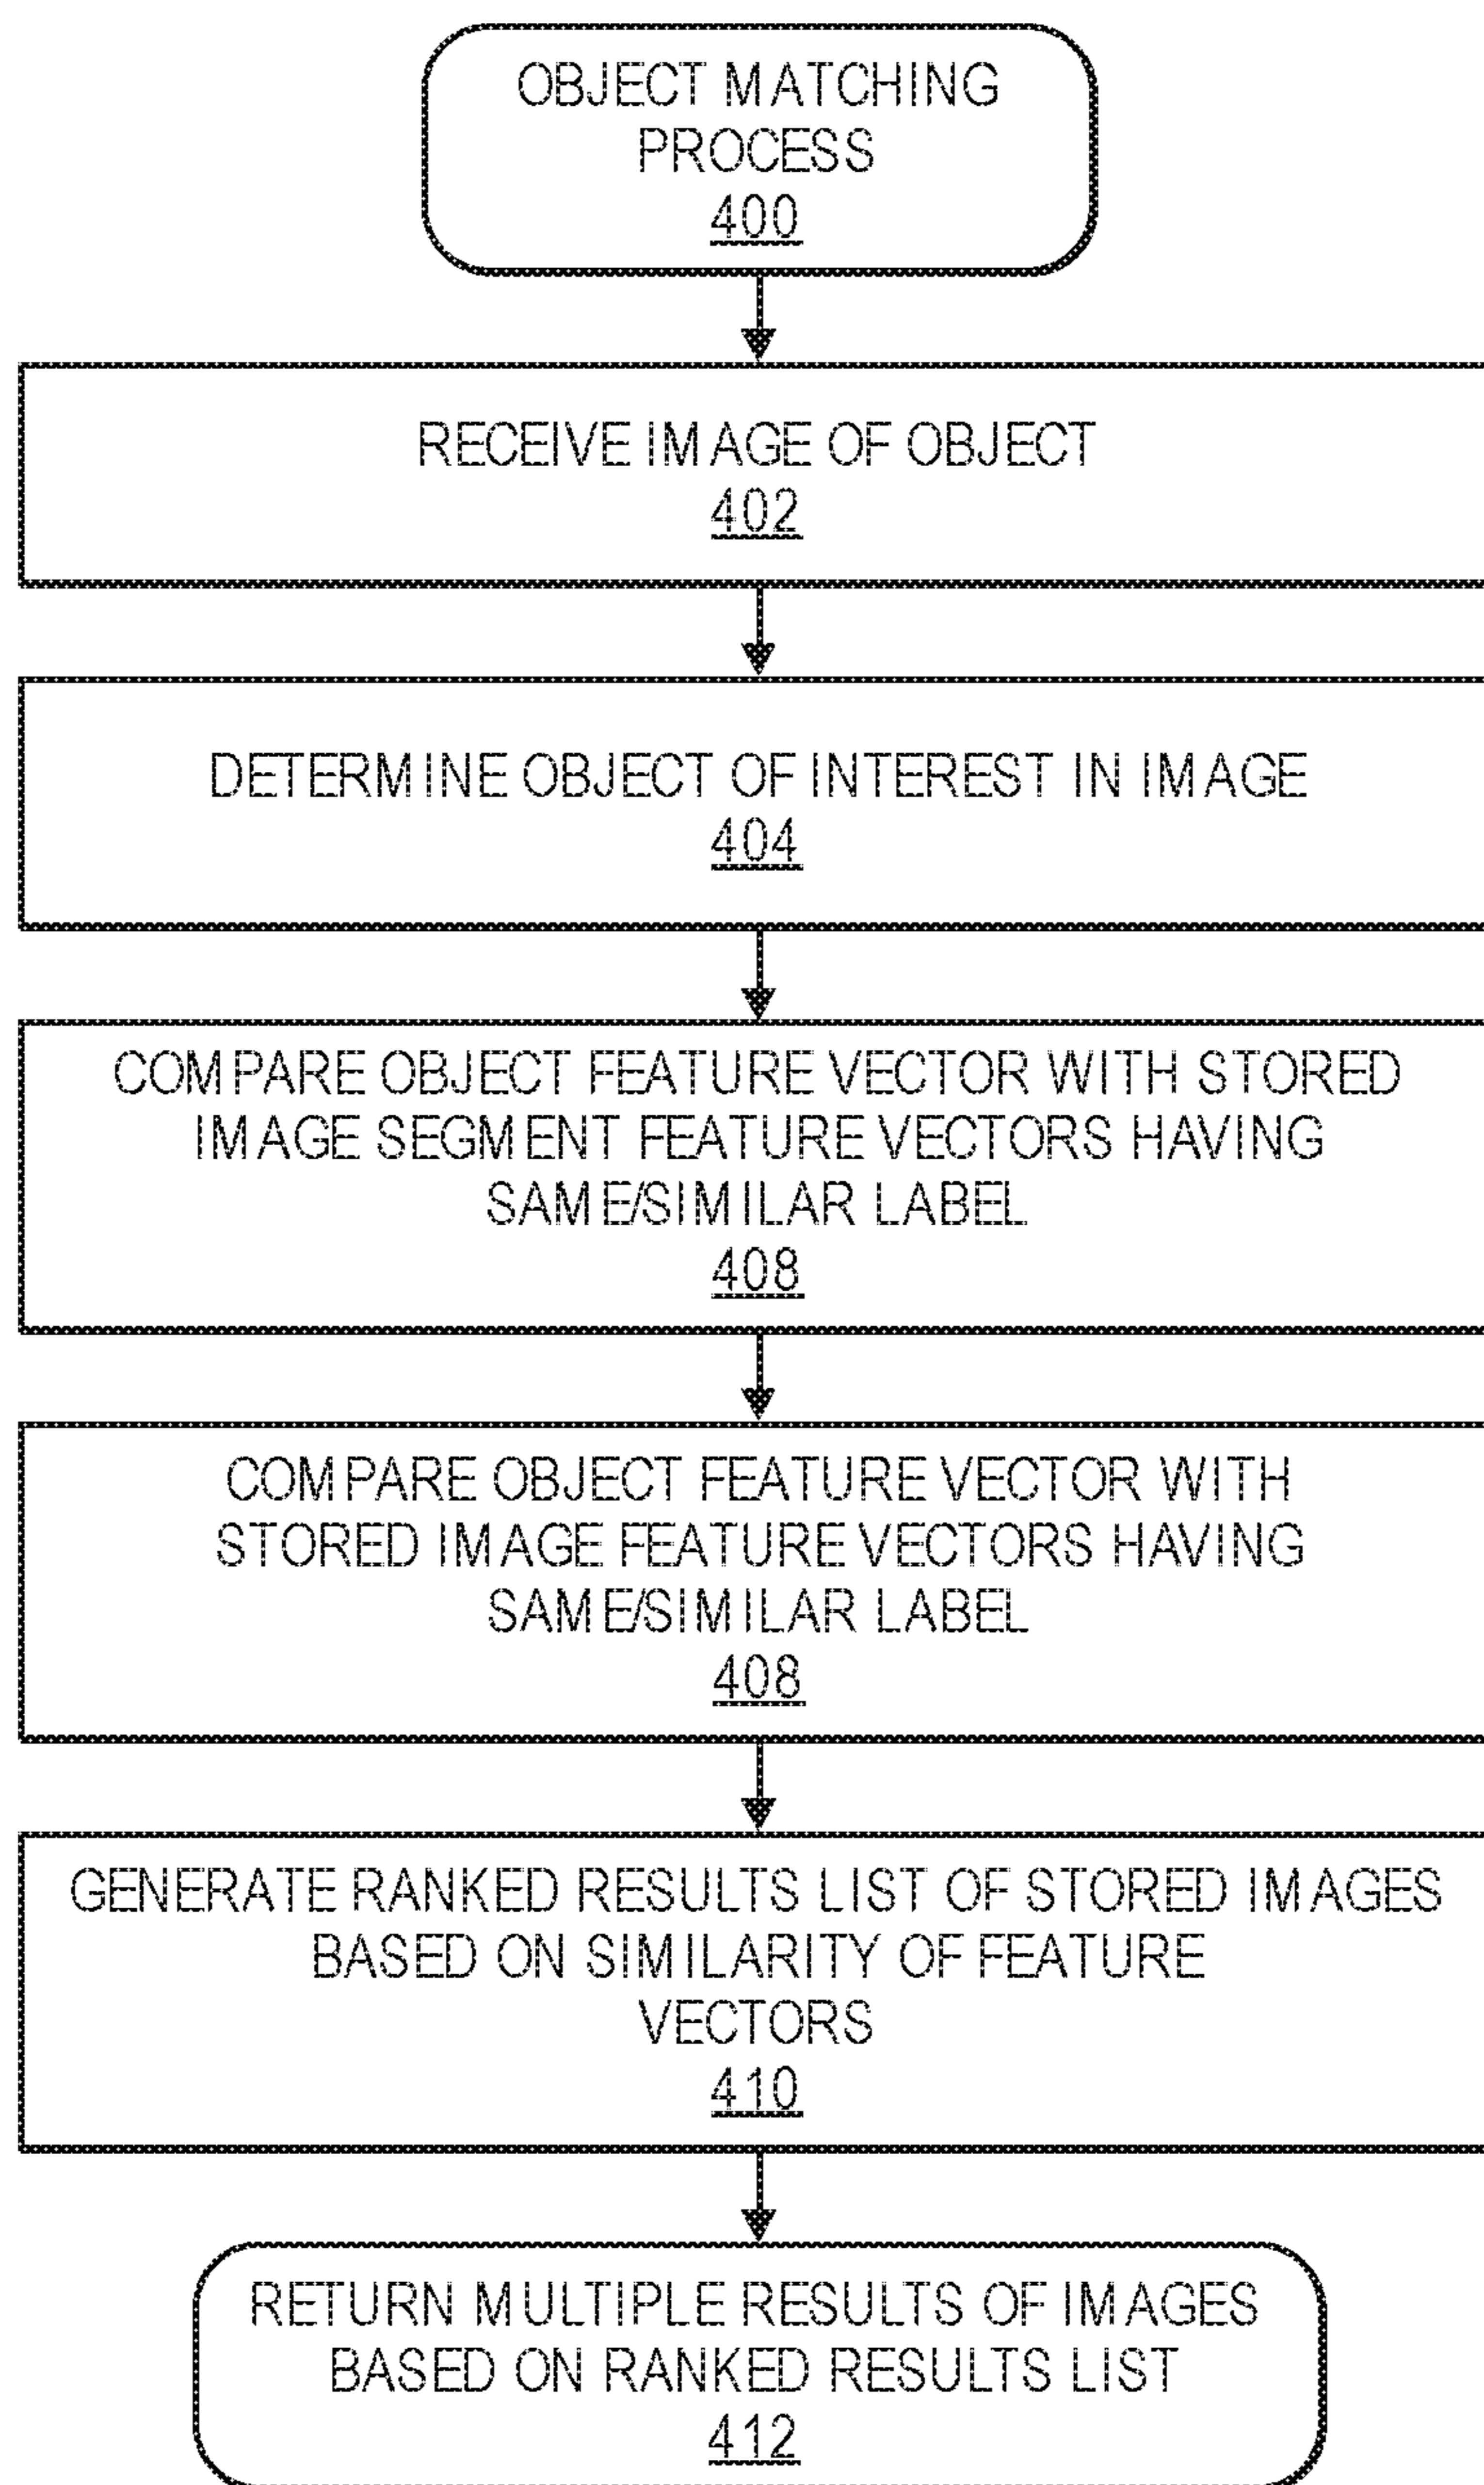 OBJECT MATCHING
PROCESS
400
RECEIVE IMAGE OF OBJECT
402
DETERMINE OBJECT OF INTEREST IN IMAGE
404
COMPARE OBJECT FEATURE VECTOR WITH STORED
IMAGE SEGMENT FEATURE VECTORS HAVING
SAME/SIMILAR LABEL
408
COMPARE OBJECT FEATURE VECTOR WITH
STORED IMAGE FEATURE VECTORS HAVING
SAME/SIMILAR LABEL
408
GENERATE RANKED RESULTS LIST OF STORED IMAGES
BASED ON SIMILARITY OF FEATURE
VECTORS
410
RETURN MULTIPLE RESULTS OF IMAGES
BASED ON RANKED RESULTS LIST
412